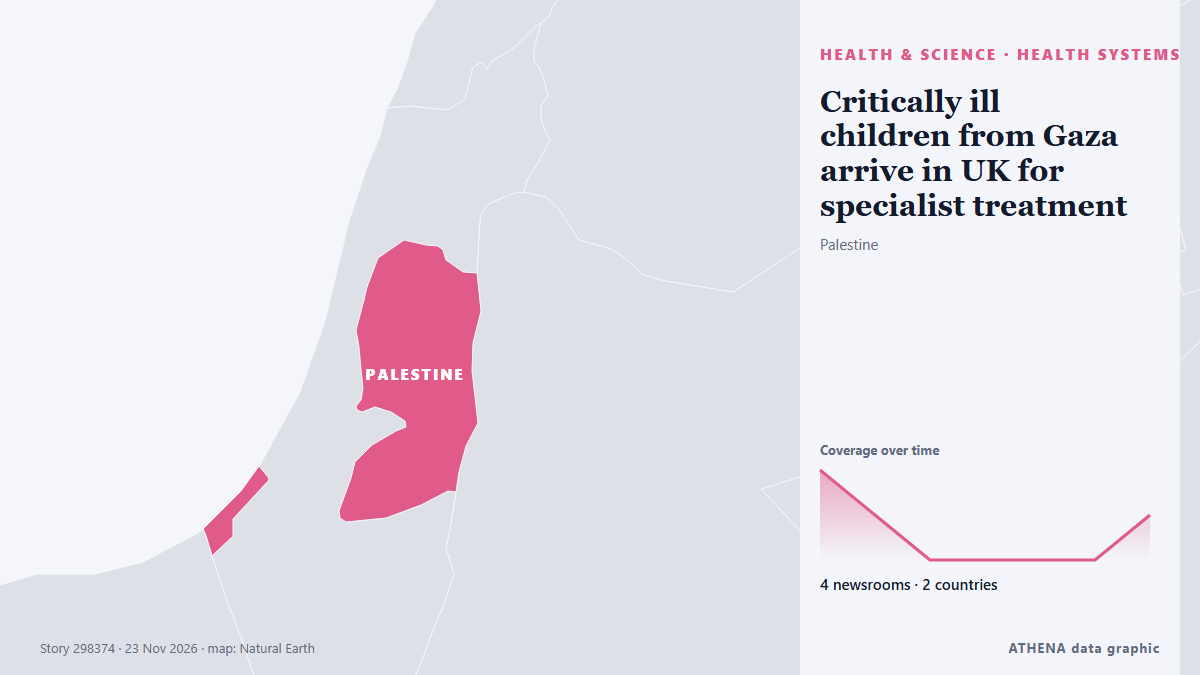 HEALTH & SCIENCE · HEALTH SYSTEMS
Critically ill
children from Gaza
arrive in UK for
specialist treatment
Palestine
PALESTINE
Coverage over time
4 newsrooms · 2 countries
Story 298374 · 23 Nov 2026 · map: Natural Earth
ATHENA data graphic